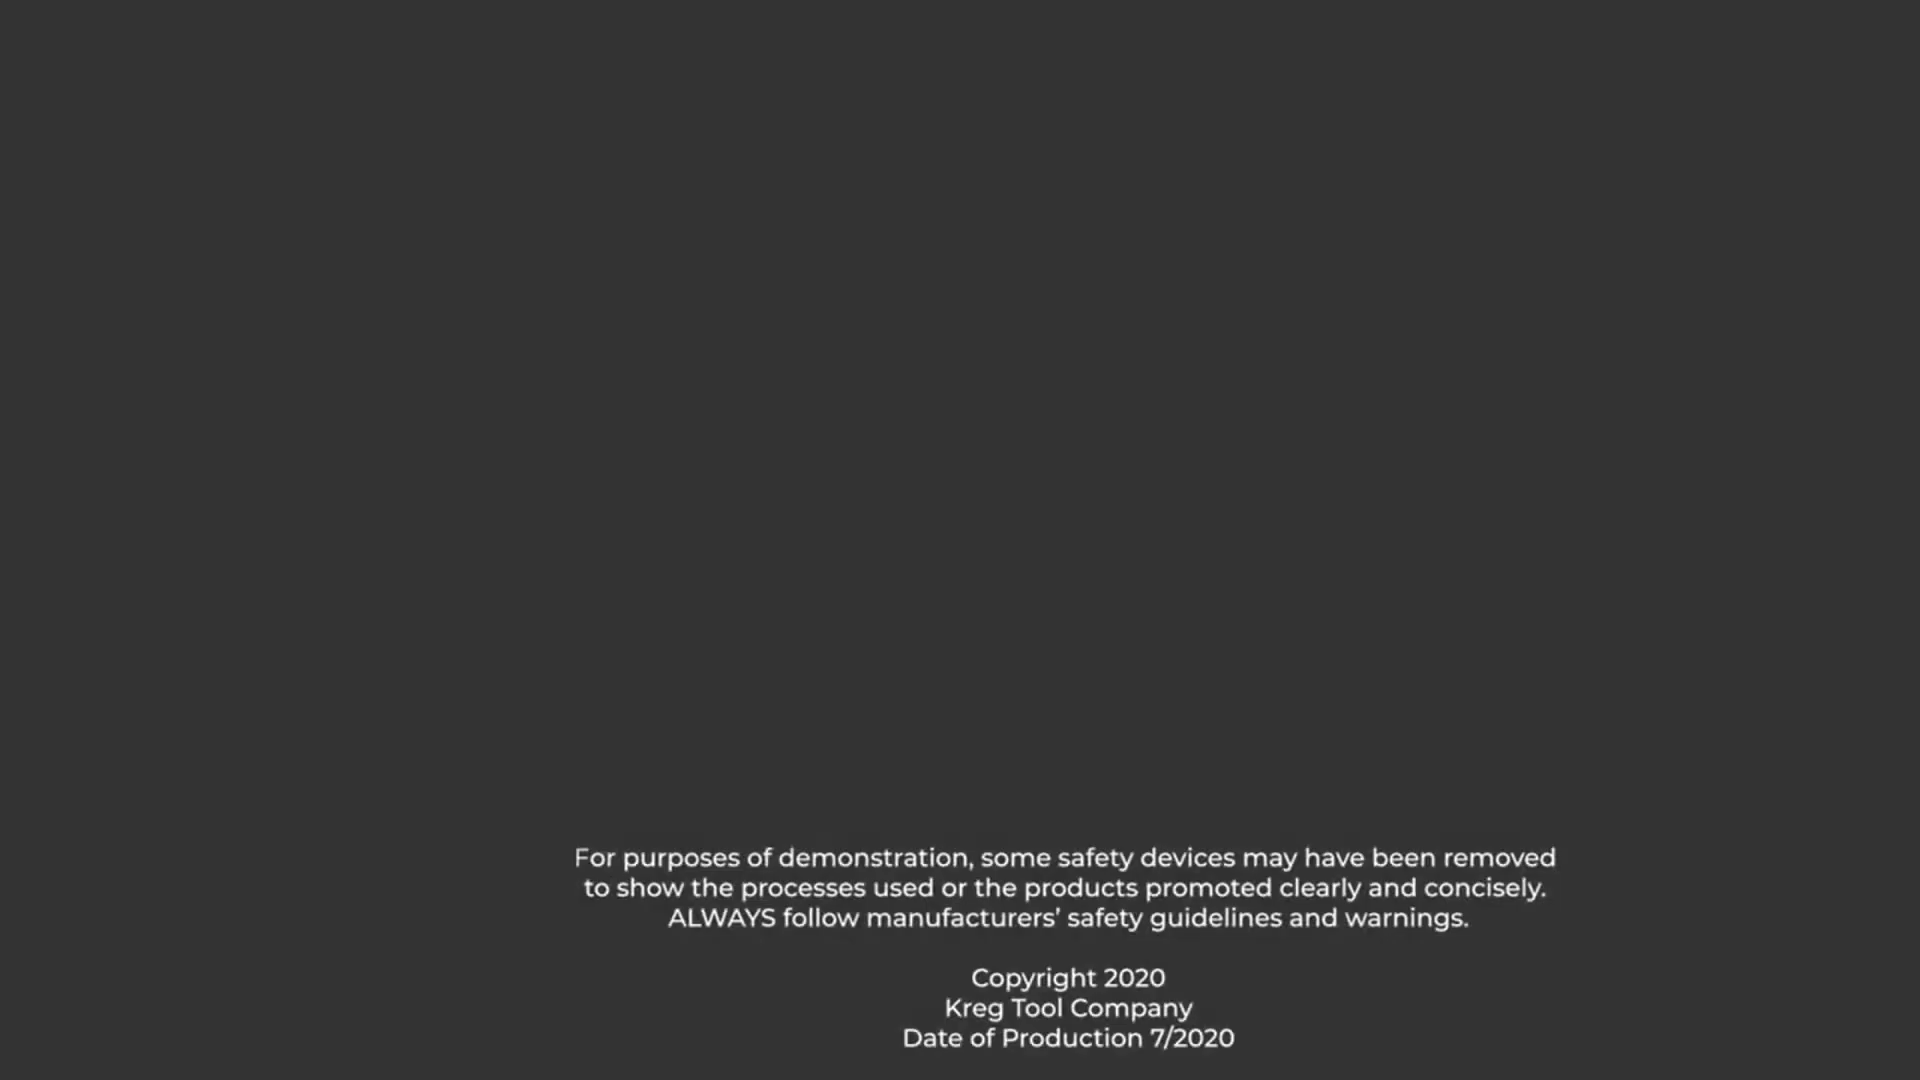 For purposes of demonstration, some safety devices may have been removed
to show the processes used or the products promoted clearly and concisely.
ALWAYS follow manufacturers' safety guidelines and warnings.
Copyright 2020
Kreg Tool Company
Date of Production 7/2020